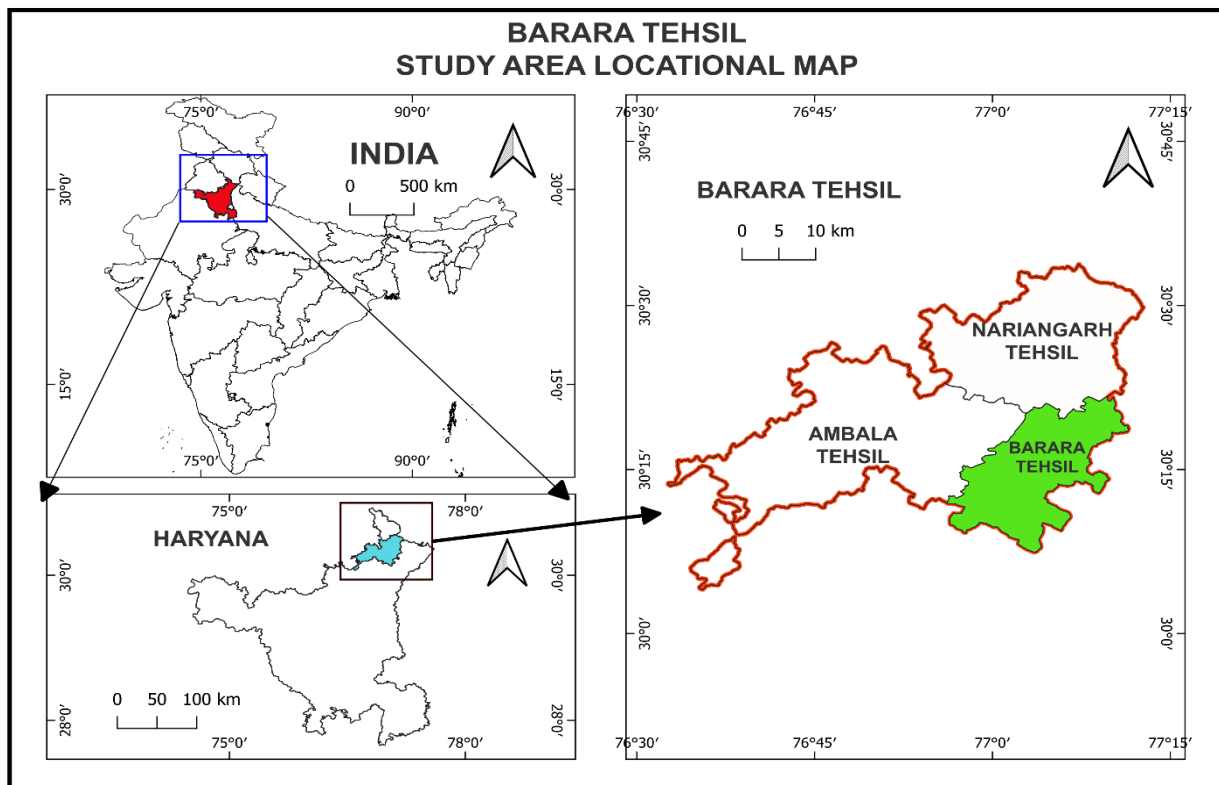 BARARA TEHSIL
STUDY AREA LOCATIONAL MAP
75°0′ 90°0′
INDIA
0 500 km
30°0′ 30°0′
15°0′ 15°0′
75°0′ 90°0′
75°0′ 78°0′
HARYANA
30°0′ 30°0′
0 50 100 km
28°0′ 28°0′
75°0′ 78°0′
76°30′ 76°45′ 77°0′ 77°15′
30°45′ 30°45′
BARARA TEHSIL
0 5 10 km
30°30′ 30°30′
NARIANGARH
TEHSIL
AMBALA
TEHSIL
BARARA
TEHSIL
30°15′ 30°15′
30°0′ 30°0′
76°30′ 76°45′ 77°0′ 77°15′